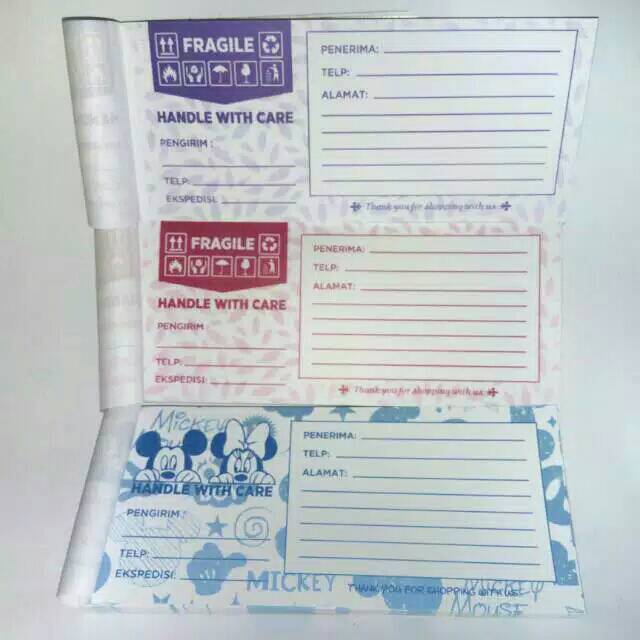 FRAGILE
HANDLE WITH CARE
PENGIRIM :
TELP:
EKSPEDISI:
PENERIMA:
TELP:
ALAMAT:
Thank you for shopping with us
FRAGILE
HANDLE WITH CARE
PENGIRIM
TELP:
EKSPEDISI:
PENERIMA:
TELP:
ALAMAT:
Thank you for shopping with us
MICKEY
MOUSE
HANDLE WITH CARE
PENGIRIM :
TELP:
EKSPEDISI:
PENERIMA:
TELP:
ALAMAT:
MICKEY
THANK YOU FOR SHOPPING WITH US
MICKEY
MOUSE